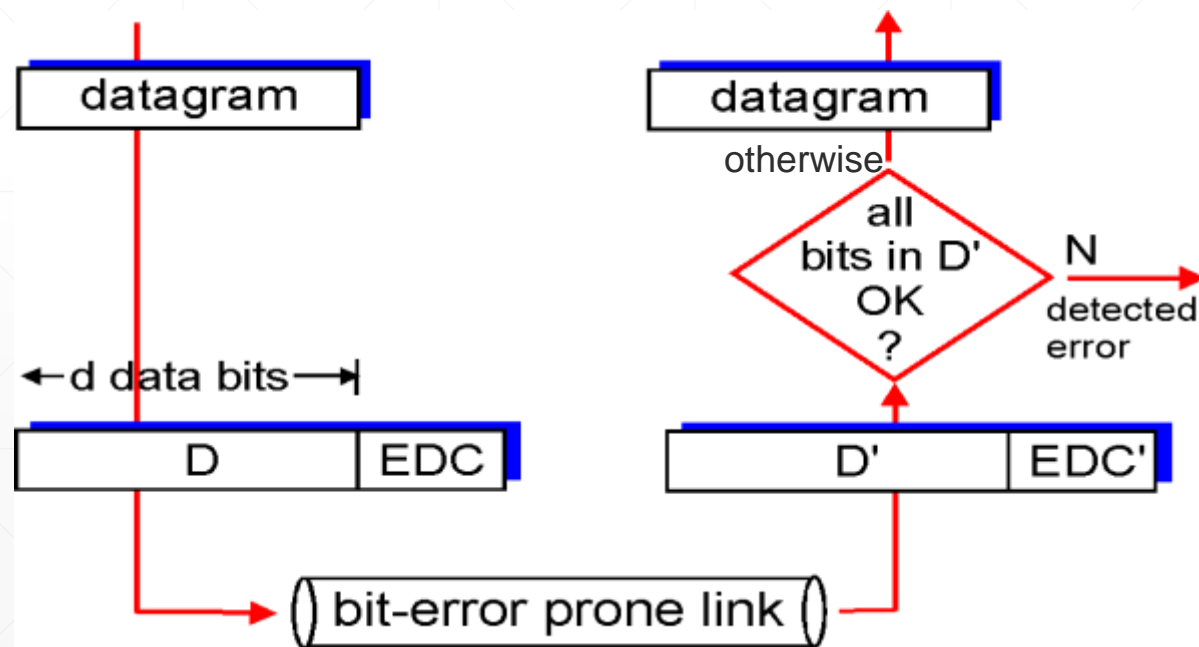 datagram
d data bits
D
EDC
bit-error prone link
D'
EDC'
all
bits in D'
OK
?
N
detected
error
otherwise
datagram